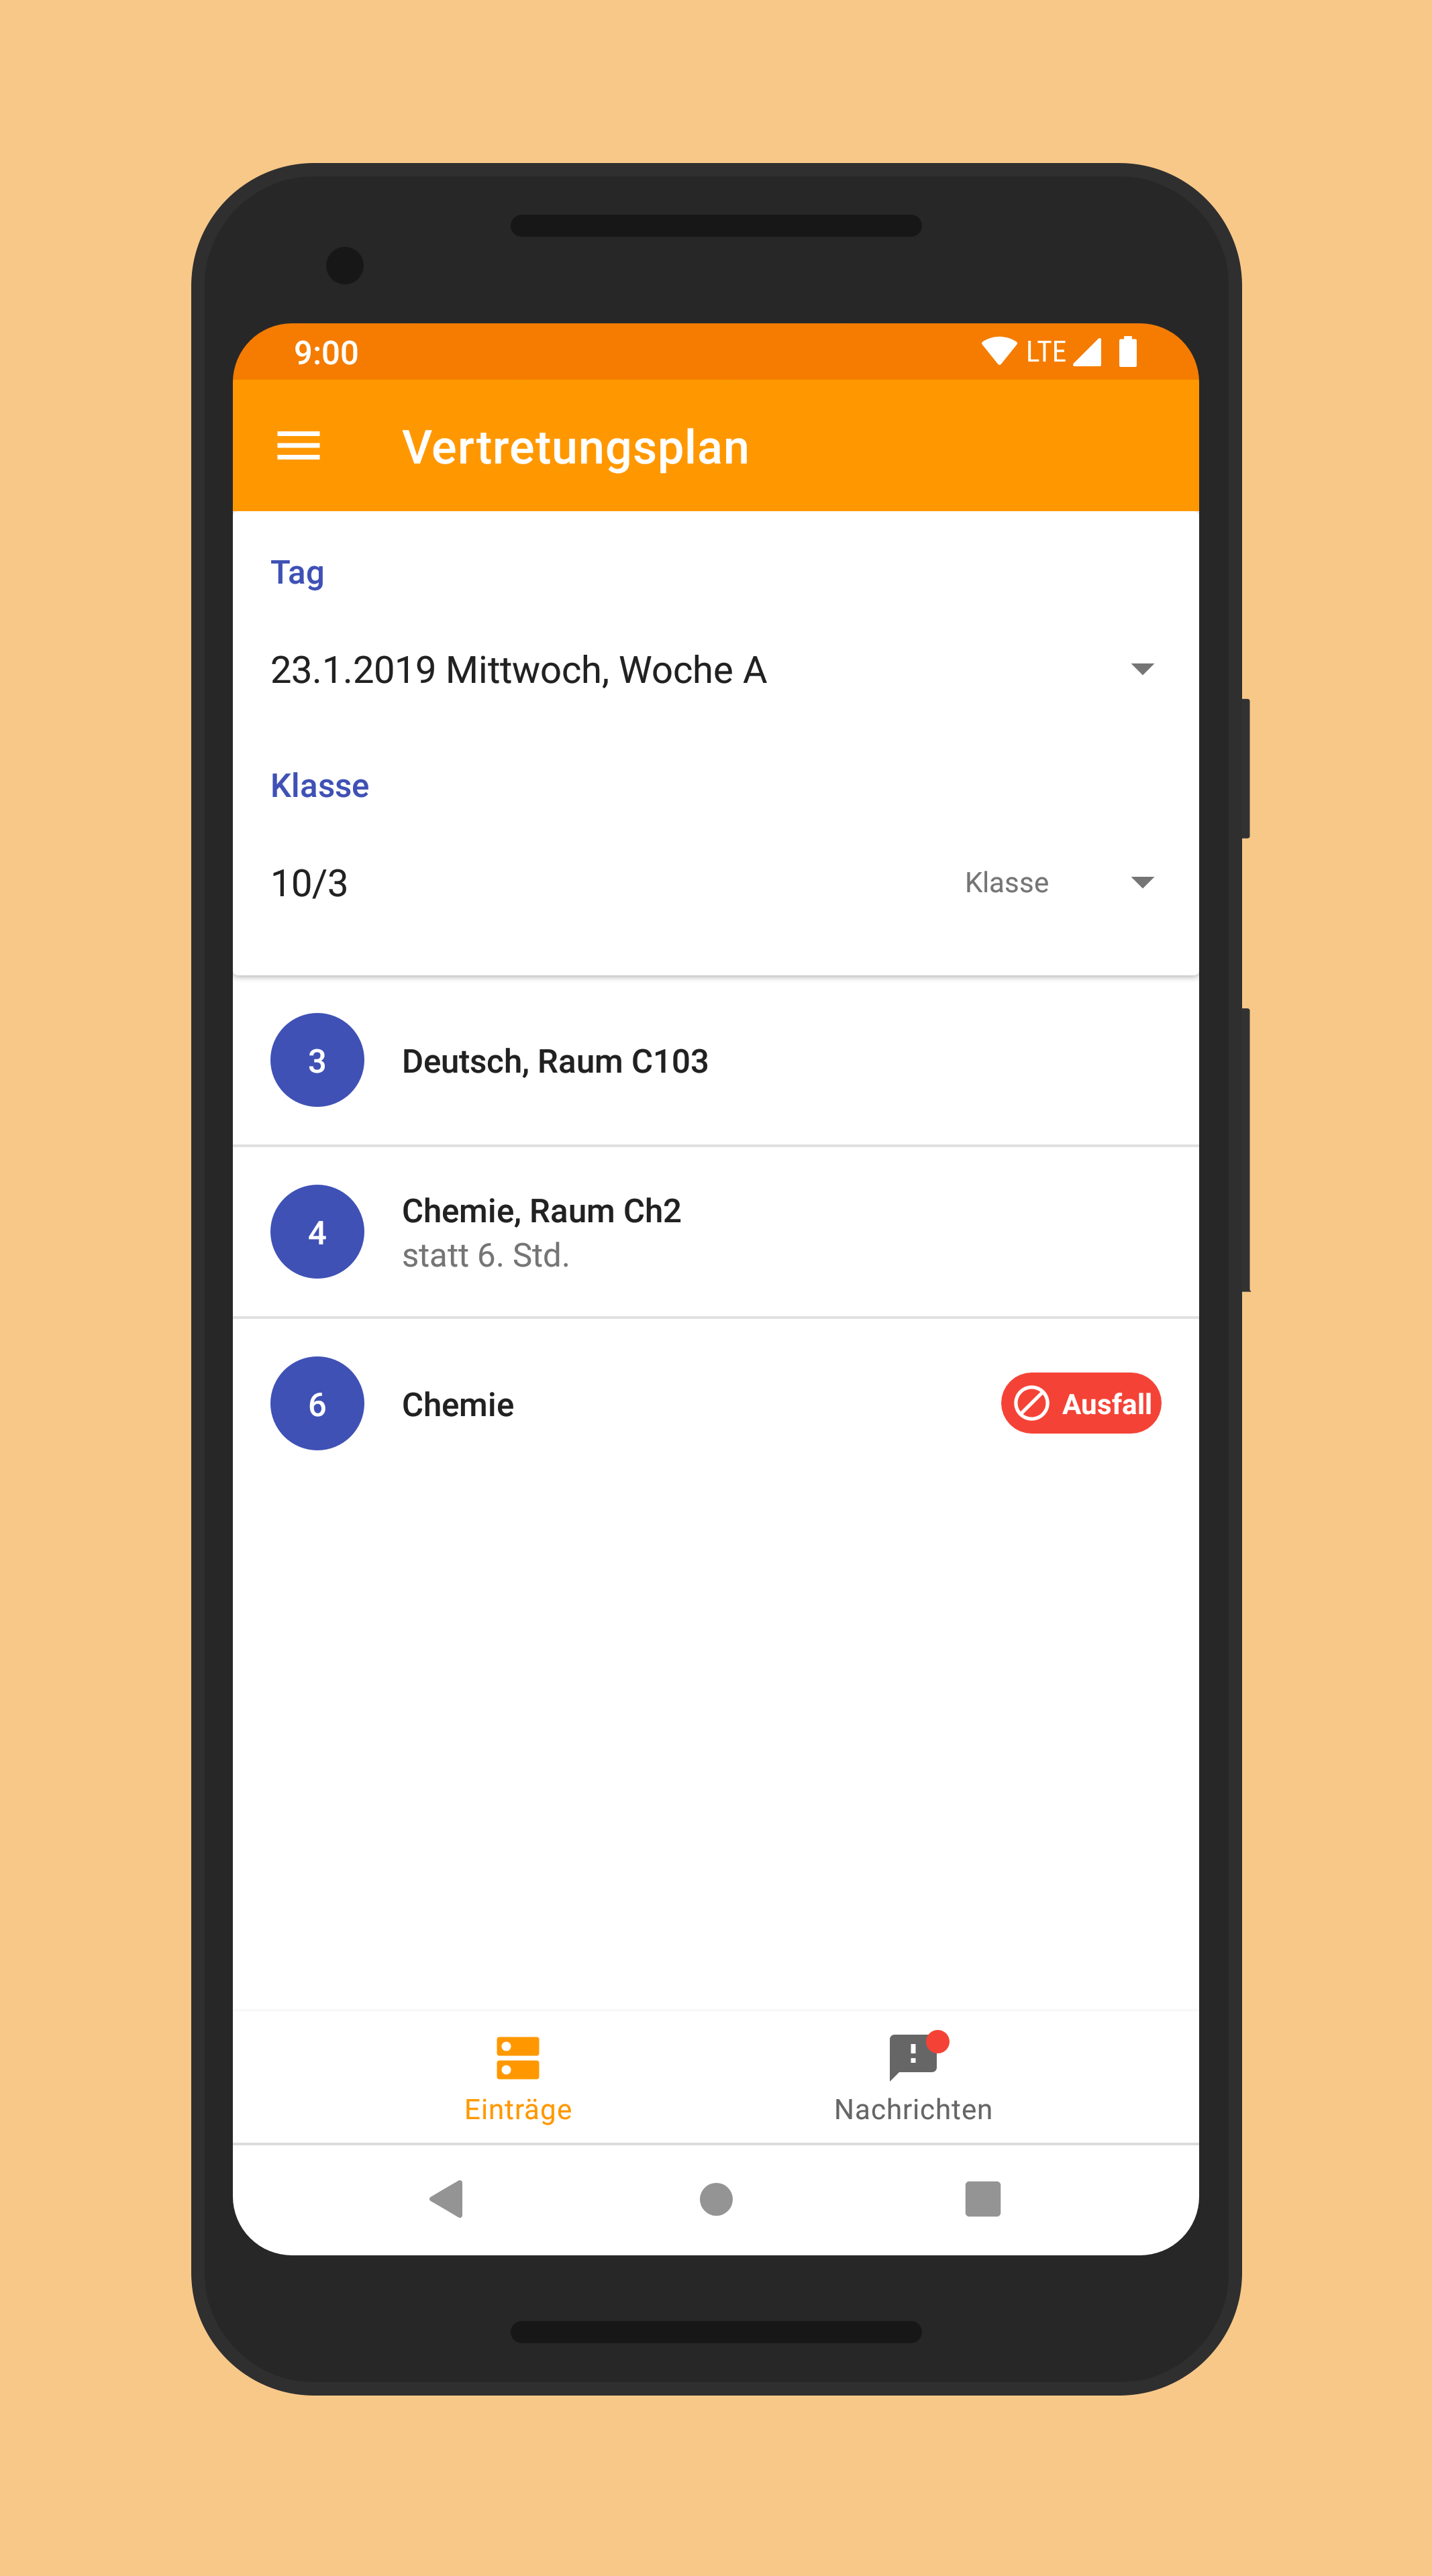 9:00 LTE
Vertretungsplan
Tag
23.1.2019 Mittwoch, Woche A
Klasse
10/3 Klasse
3 Deutsch, Raum C103
4 Chemie, Raum Ch2
statt 6. Std.
6 Chemie Ausfall
Einträge Nachrichten